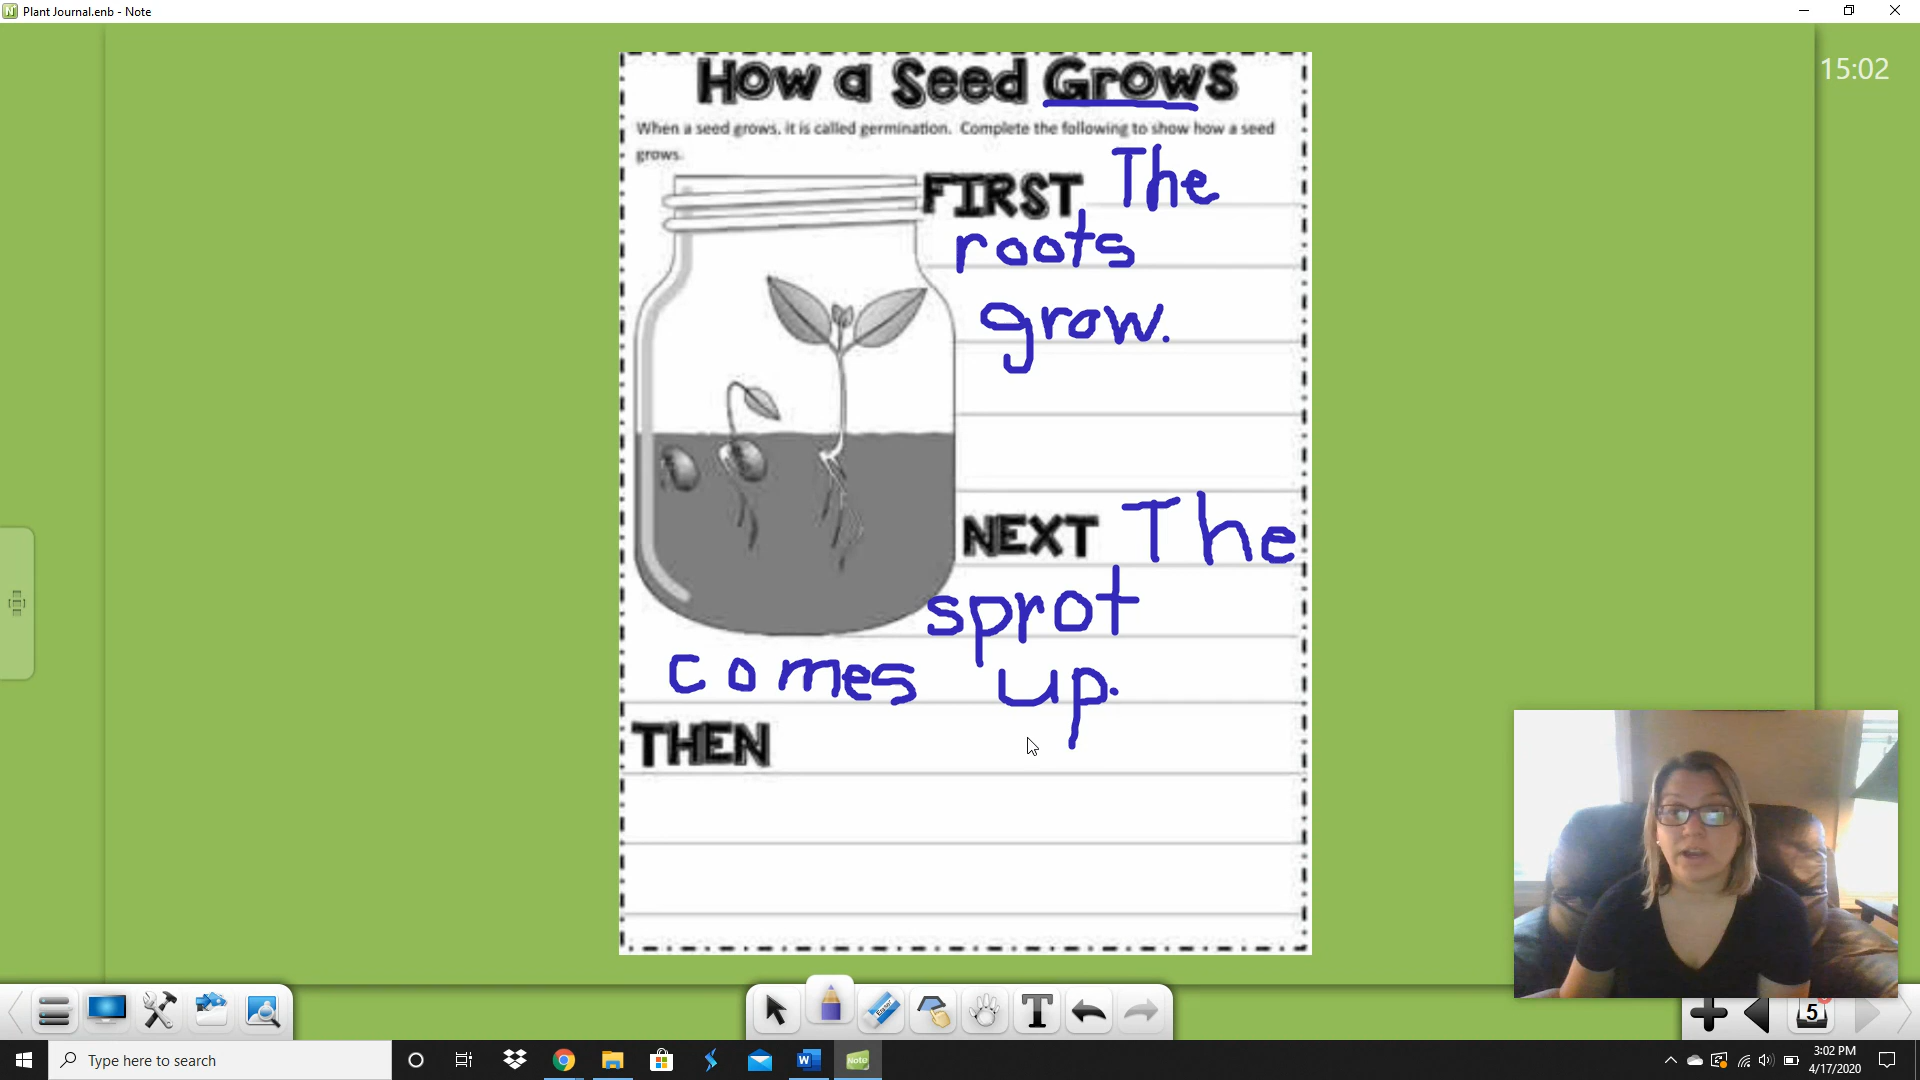 Plant Journal.enb - Note
15:02
How a Seed Grows
When a seed grows, it is called germination. Complete the following to show how a seed
grows.
FIRST The
roots
grow.
NEXT The
sprot
comes up.
THEN
Eraser
T
5
Type here to search
W
Note
3:02 PM
4/17/2020